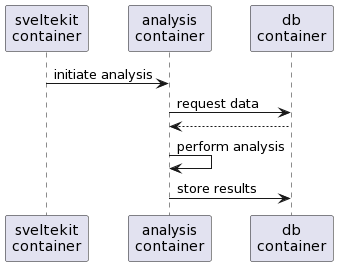 sveltekit
container
analysis
container
db
container
initiate analysis
request data
perform analysis
store results
sveltekit
container
analysis
container
db
container